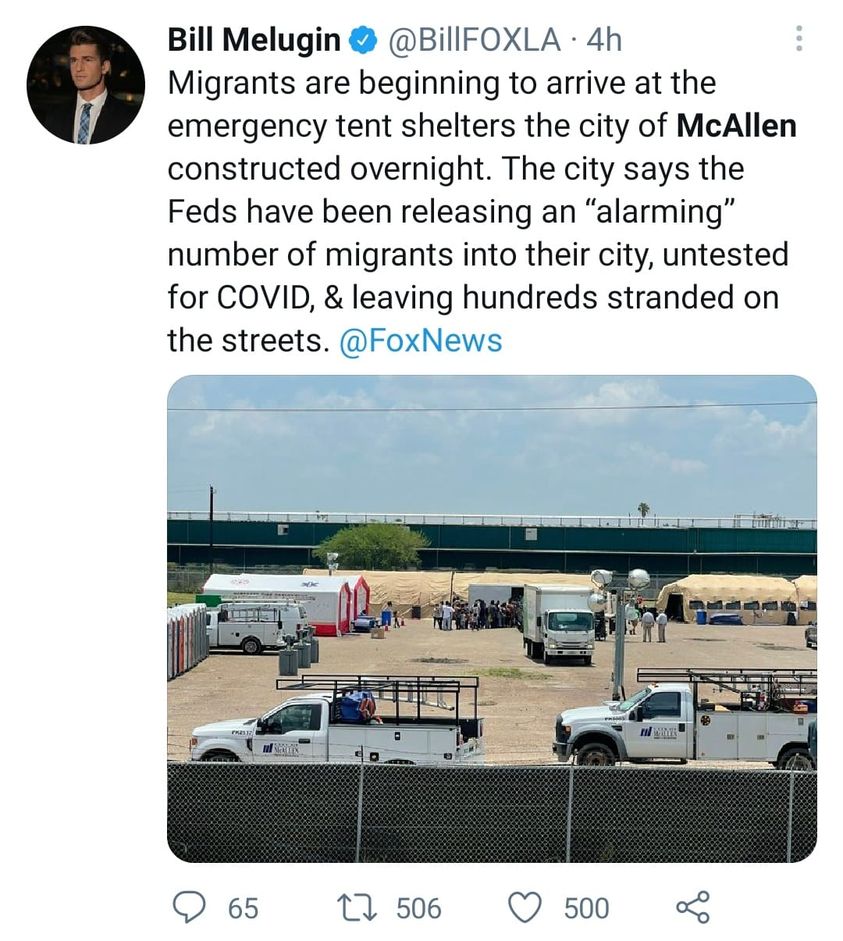 Bill Melugin @BillFOXLA · 4h
Migrants are beginning to arrive at the
emergency tent shelters the city of McAllen
constructed overnight. The city says the
Feds have been releasing an “alarming”
number of migrants into their city, untested
for COVID, & leaving hundreds stranded on
the streets. @FoxNews
McALLEN
McALLEN
65 506 500